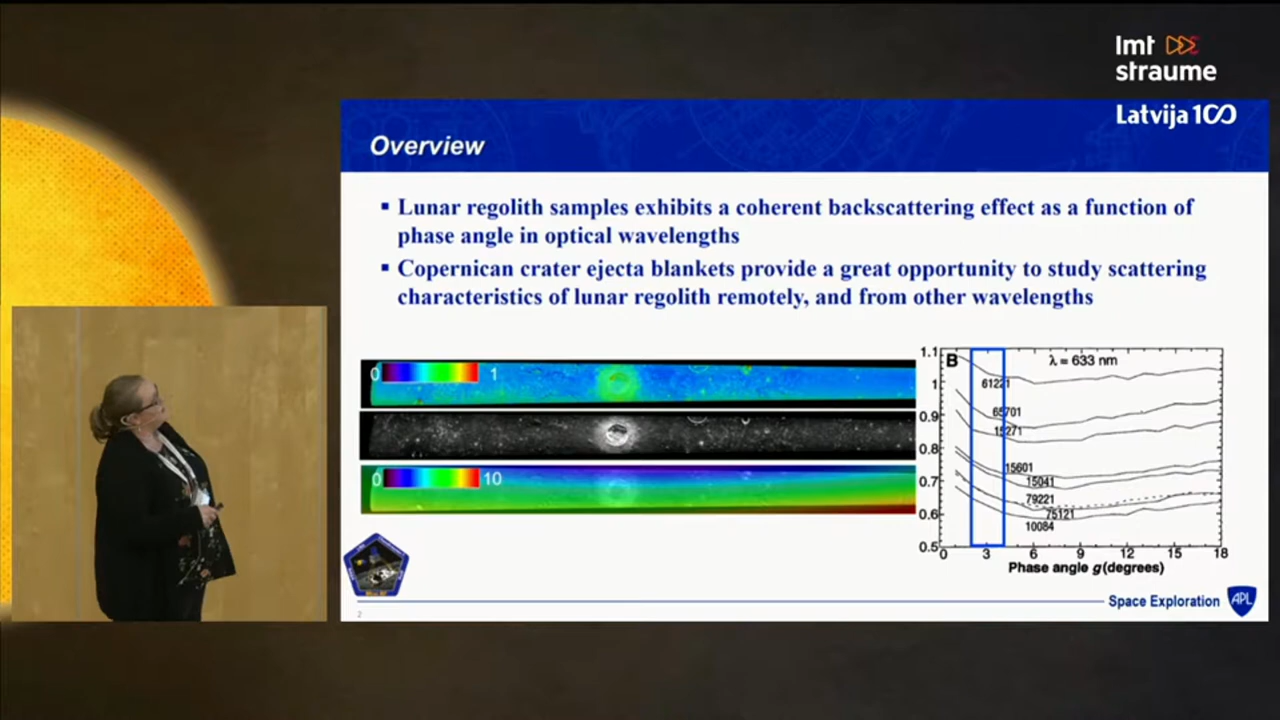 lmt
straume
Latvija 100
Overview
Lunar regolith samples exhibits a coherent backscattering effect as a function of
phase angle in optical wavelengths
Copernican crater ejecta blankets provide a great opportunity to study scattering
characteristics of lunar regolith remotely, and from other wavelengths
0 1
0 10
B
λ = 633 nm
1.1
1
0.9
0.8
0.7
0.6
0.5
61221
65701
15271
15601
15041
79221
75121
10084
0 3 6 9 12 15 18
Phase angle g (degrees)
2
Space Exploration
APL